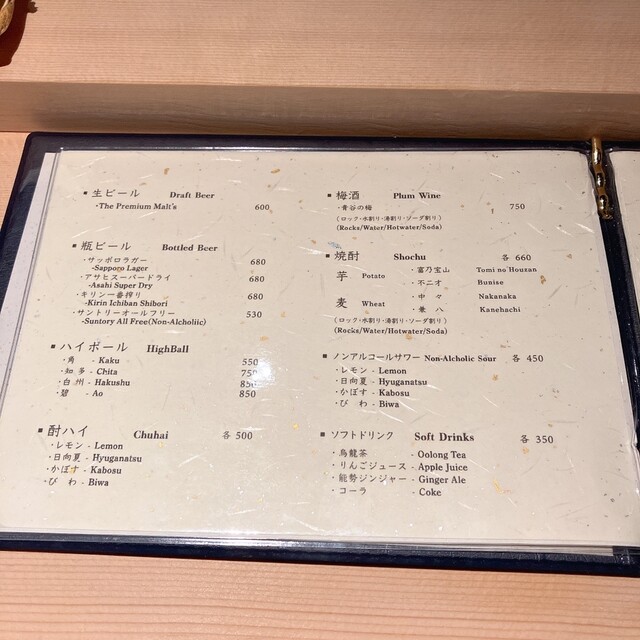 ▪生ビール Draft Beer
・The Premium Malt's 600
▪瓶ビール Bottled Beer
・サッポロラガー 680
-Sapporo Lager
・アサヒスーパードライ 680
-Asahi Super Dry
・キリン一番搾り 680
-Kirin Ichiban Shibori
・サントリーオールフリー 530
-Suntory All Free(Non-Alcholiic)
▪ハイボール HighBall
・角 - Kaku 550
・知多 - Chita 750
・白州 - Hakushu 850
・碧 - Ao 850
▪酎ハイ Chuhai 各 500
・レモン - Lemon
・日向夏 - Hyuganatsu
・かぼす - Kabosu
・びわ - Biwa
▪梅酒 Plum Wine
・青谷の梅 750
(ロック・水割り・湯割り・ソーダ割り)
(Rocks/Water/Hotwater/Soda)
▪焼酎 Shochu 各 660
芋 Potato ・富乃宝山 Tomi no Houzan
・不二才 Bunise
麦 Wheat ・中々 Nakanaka
・兼八 Kanehachi
(ロック・水割り・湯割り・ソーダ割り)
(Rocks/Water/Hotwater/Soda)
▪ノンアルコールサワー Non-Alcholic Sour 各 450
・レモン - Lemon
・日向夏 - Hyuganatsu
・かぼす - Kabosu
・びわ - Biwa
▪ソフトドリンク Soft Drinks 各 350
・烏龍茶 - Oolong Tea
・りんごジュース - Apple Juice
・能勢ジンジャー - Ginger Ale
・コーラ - Coke